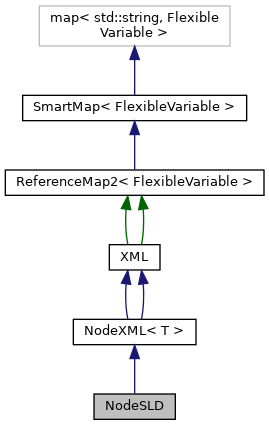 map< std::string, Flexible
Variable >
SmartMap< FlexibleVariable >
ReferenceMap2< FlexibleVariable >
XML
NodeXML< T >
NodeSLD